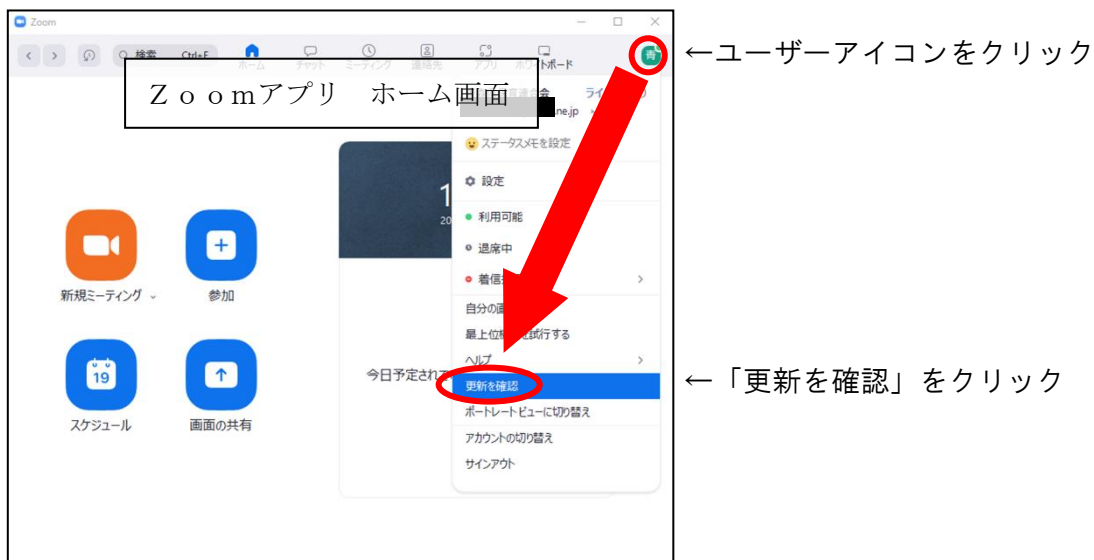 Zoom
検索 Ctrl+F
ホーム チャット ミーティング 連絡先 アプリ ホワイトボード
青
←ユーザーアイコンをクリック
Ｚｏｏｍアプリ　ホーム画面
ne.jp
ステータスメモを設定
設定
利用可能
退席中
着信
自分の
最上位 試行する
ヘルプ
更新を確認
←「更新を確認」をクリック
ポートレートビューに切り替え
アカウントの切り替え
サインアウト
1
20
今日予定されて
新規ミーティング
参加
19
スケジュール
画面の共有